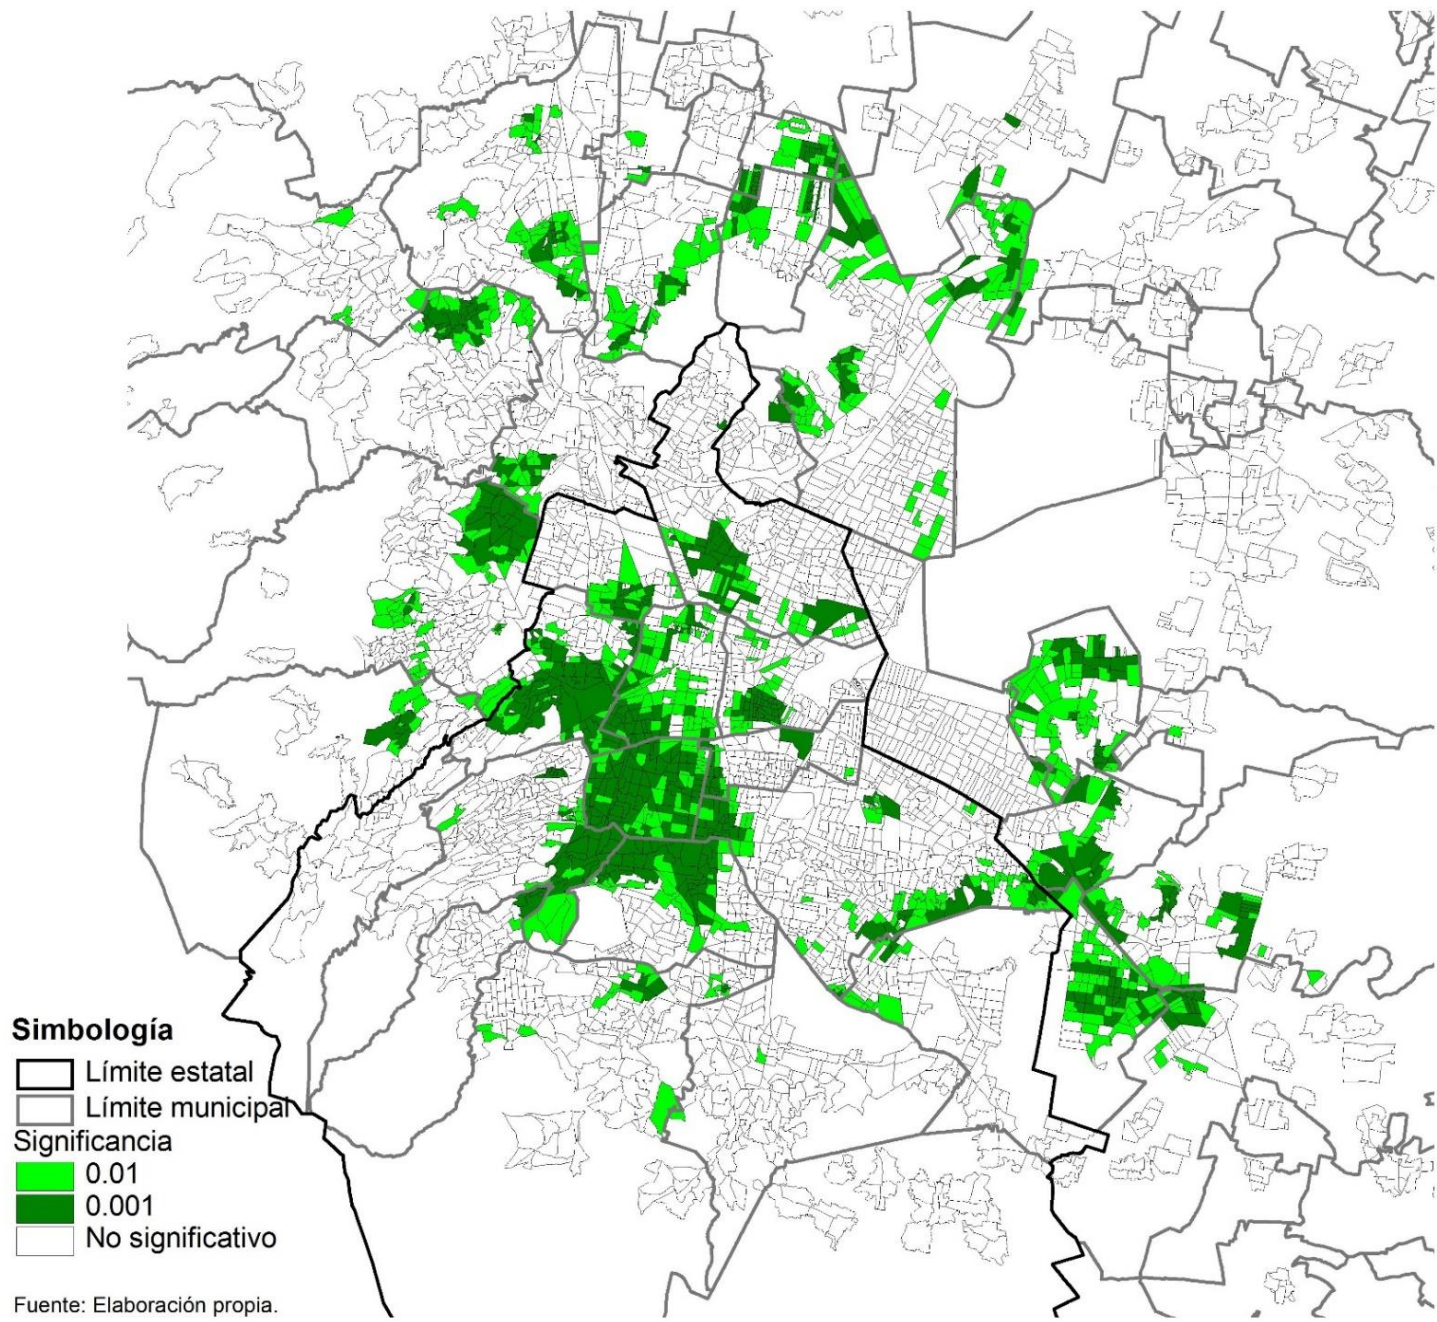 Simbología
Límite estatal
Límite municipal
Significancia
0.01
0.001
No significativo
Fuente: Elaboración propia.